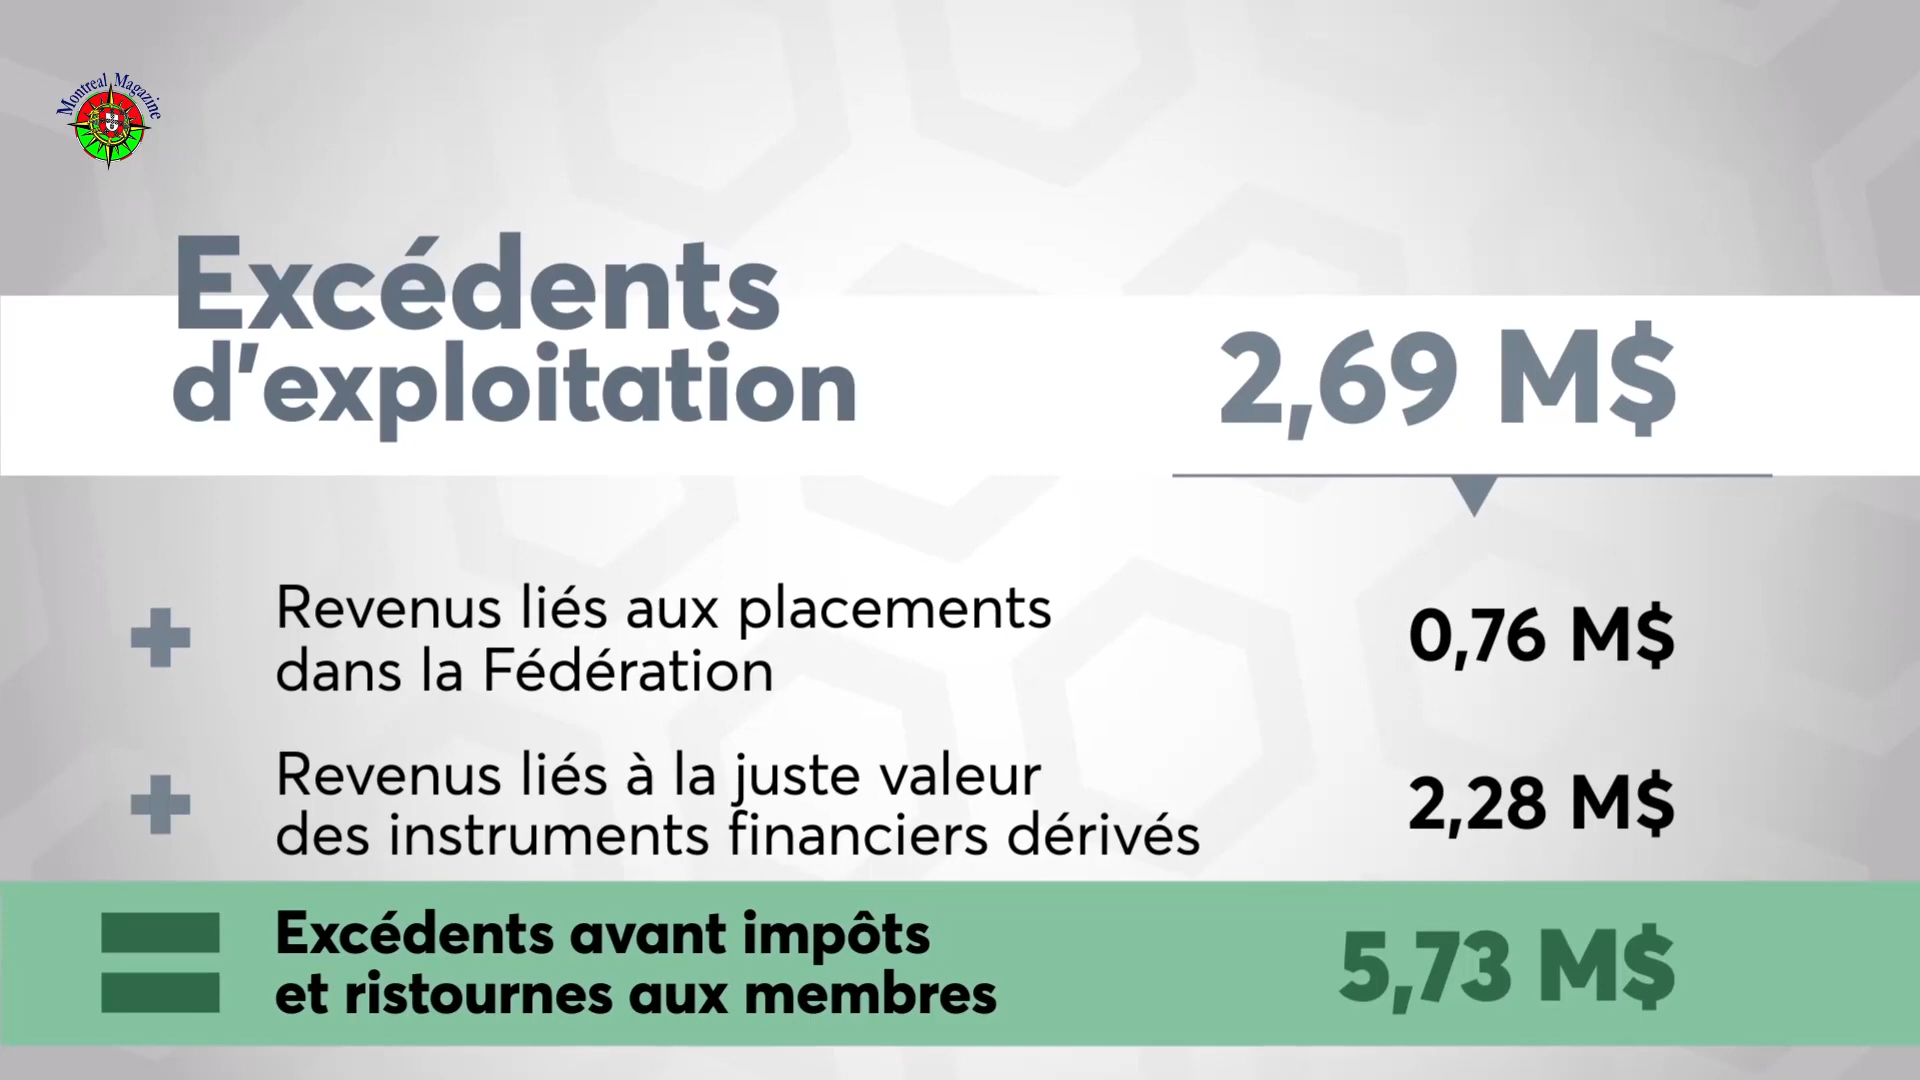 Montreal Magazine
Excédents
d'exploitation
2,69 M$
Revenus liés aux placements
dans la Fédération
0,76 M$
Revenus liés à la juste valeur
des instruments financiers dérivés
2,28 M$
Excédents avant impôts
et ristournes aux membres
5,73 M$